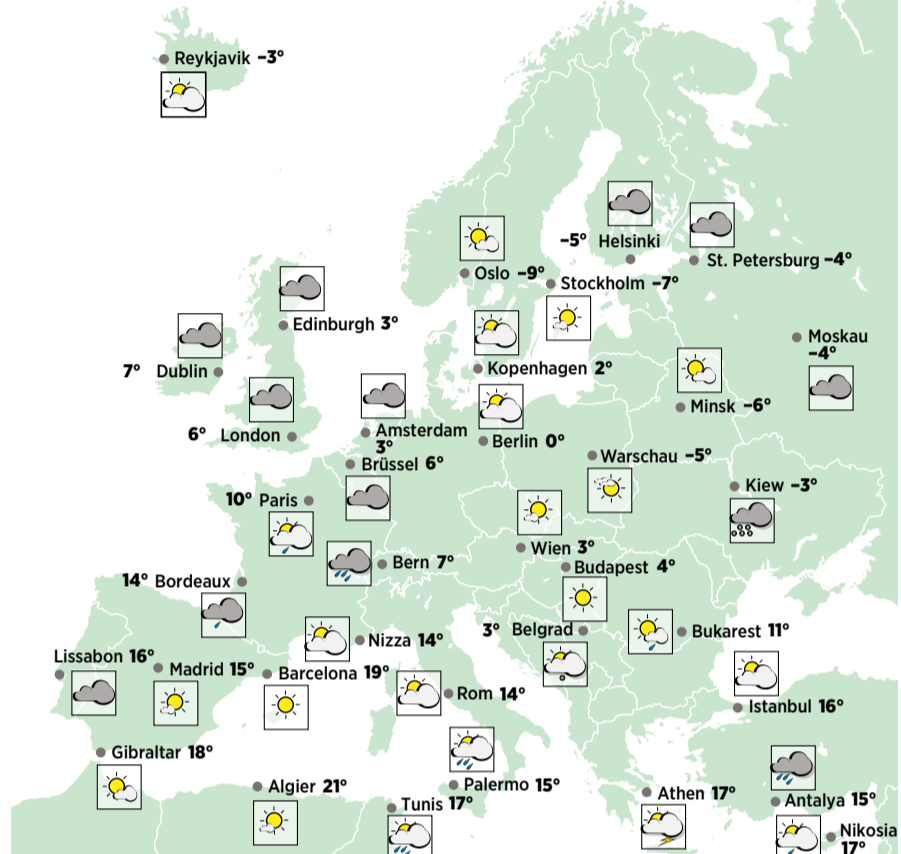 Reykjavik –3°
–5° Helsinki
St. Petersburg –4°
Oslo –9°
Stockholm –7°
Edinburgh 3°
Moskau
–4°
7° Dublin
Kopenhagen 2°
Minsk –6°
6° London
Amsterdam
3°
Berlin 0°
Brüssel 6°
Warschau –5°
10° Paris
Kiew –3°
Wien 3°
Bern 7°
Budapest 4°
14° Bordeaux
3° Belgrad
Bukarest 11°
Nizza 14°
Lissabon 16°
Madrid 15°
Barcelona 19°
Rom 14°
Istanbul 16°
Gibraltar 18°
Algier 21°
Palermo 15°
Athen 17°
Antalya 15°
Tunis 17°
Nikosia
17°